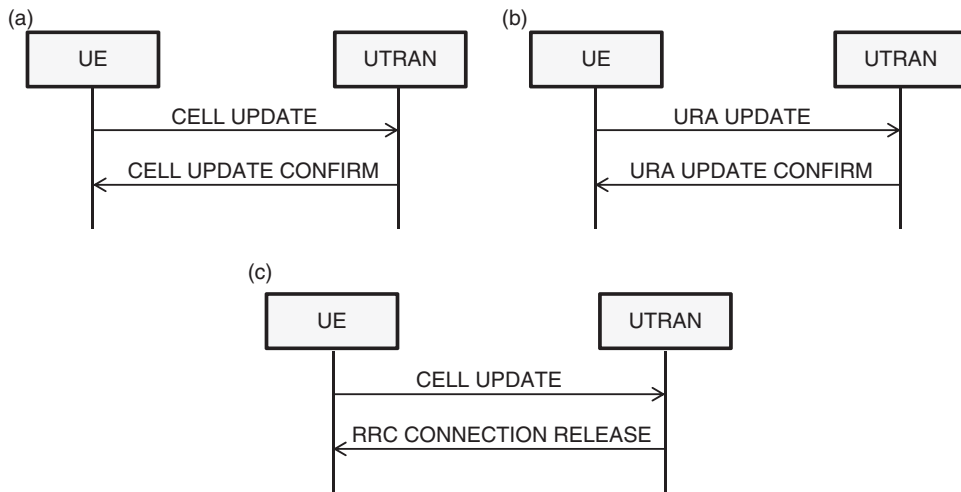 (a)
UE
UTRAN
CELL UPDATE
CELL UPDATE CONFIRM
(b)
UE
UTRAN
URA UPDATE
URA UPDATE CONFIRM
(c)
UE
UTRAN
CELL UPDATE
RRC CONNECTION RELEASE